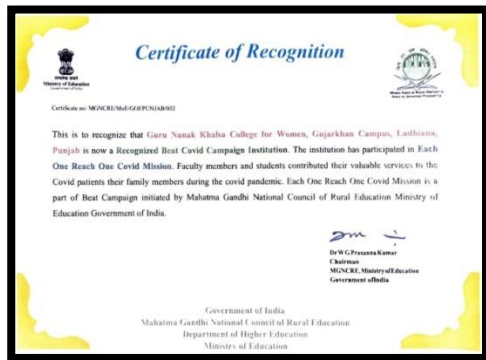 Certificate of Recognition
Ministry of Education
Certificate no: MGNCRE/MoE/GOI/PUNJAB/052
This is to recognize that Guru Nanak Khalsa College for Women, Gujarkhan Campus, Ludhiana,
Punjab is now a Recognized Beat Covid Campaign Institution. The institution has participated in Each
One Reach One Covid Mission. Faculty members and students contributed their valuable services to the
Covid patients their family members during the covid pandemic. Each One Reach One Covid Mission is a
part of Beat Campaign initiated by Mahatma Gandhi National Council of Rural Education Ministry of
Education Government of India.
Dr W G Prasanna Kumar
Chairman
MGNCRE, Ministry of Education
Government of India
Government of India
Mahatma Gandhi National Council of Rural Education
Department of Higher Education
Ministry of Education